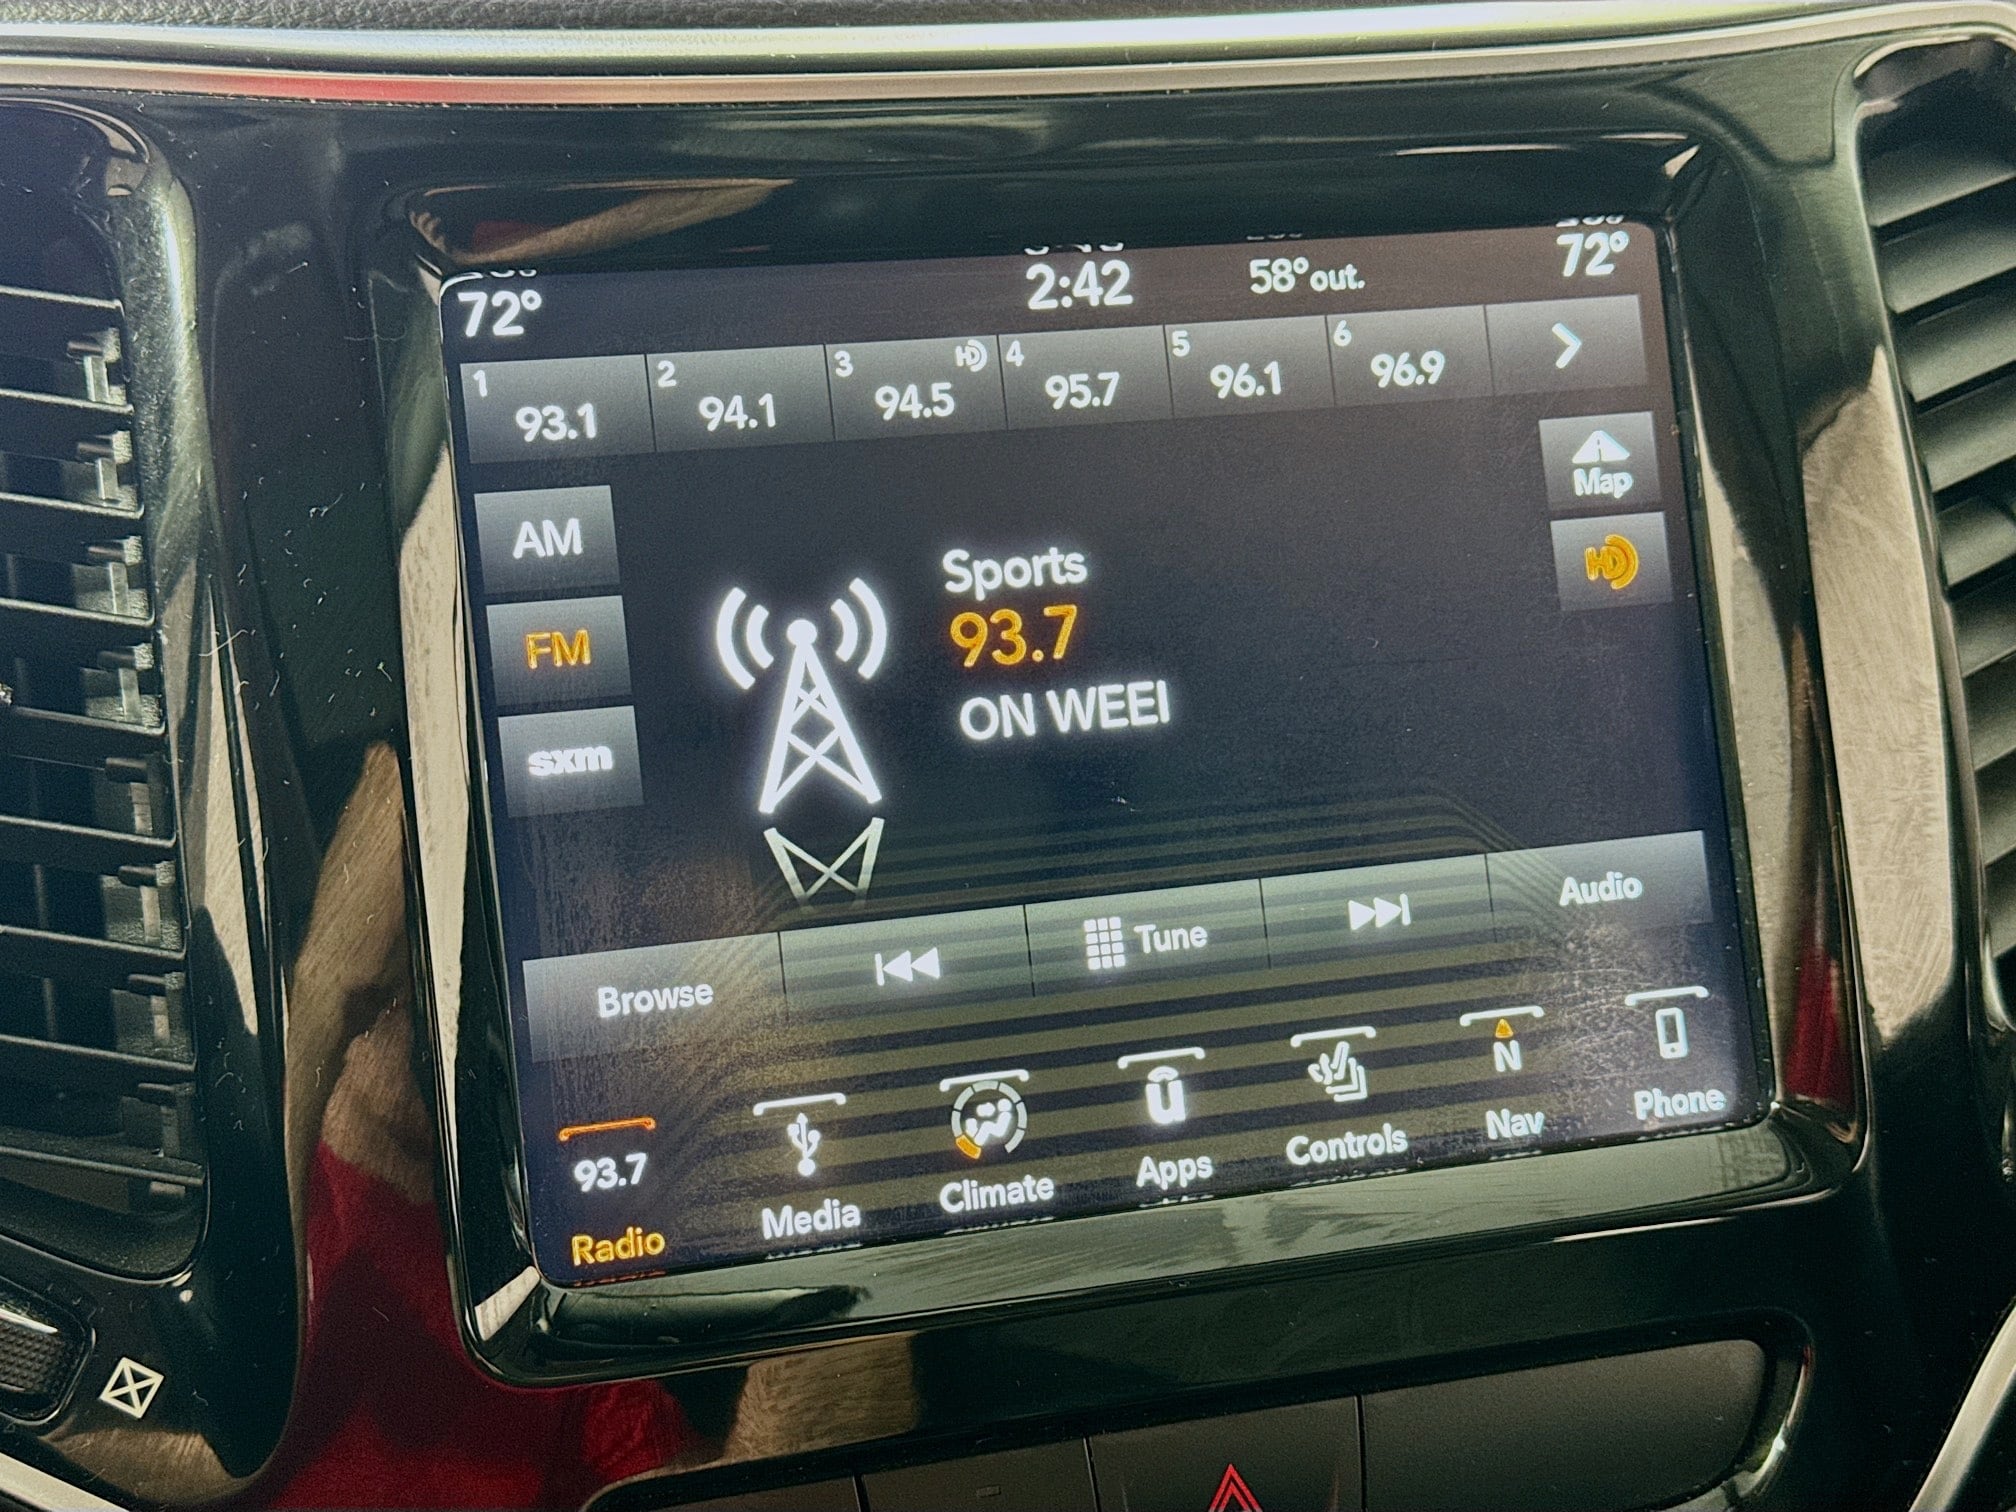 72° 2:42 58° out. 72°
1 93.1 2 94.1 3 HD 94.5 4 95.7 5 96.1 6 96.9
Map
AM
HD
Sports
FM
93.7
ON WEEI
sxm
Browse Tune Audio
93.7 N
Radio Media Climate Apps Controls Nav Phone